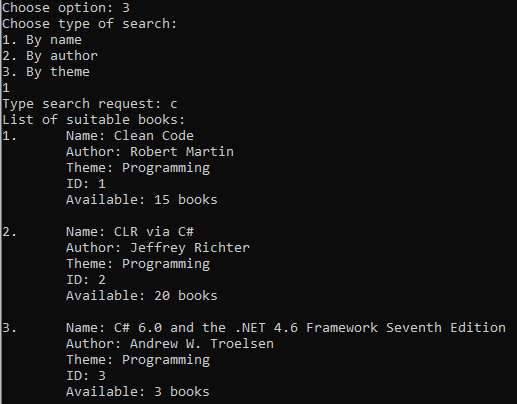 Choose option: 3
Choose type of search:
1. By name
2. By author
3. By theme
1
Type search request: c
List of suitable books:
1. Name: Clean Code
Author: Robert Martin
Theme: Programming
ID: 1
Available: 15 books
2. Name: CLR via C#
Author: Jeffrey Richter
Theme: Programming
ID: 2
Available: 20 books
3. Name: C# 6.0 and the .NET 4.6 Framework Seventh Edition
Author: Andrew W. Troelsen
Theme: Programming
ID: 3
Available: 3 books